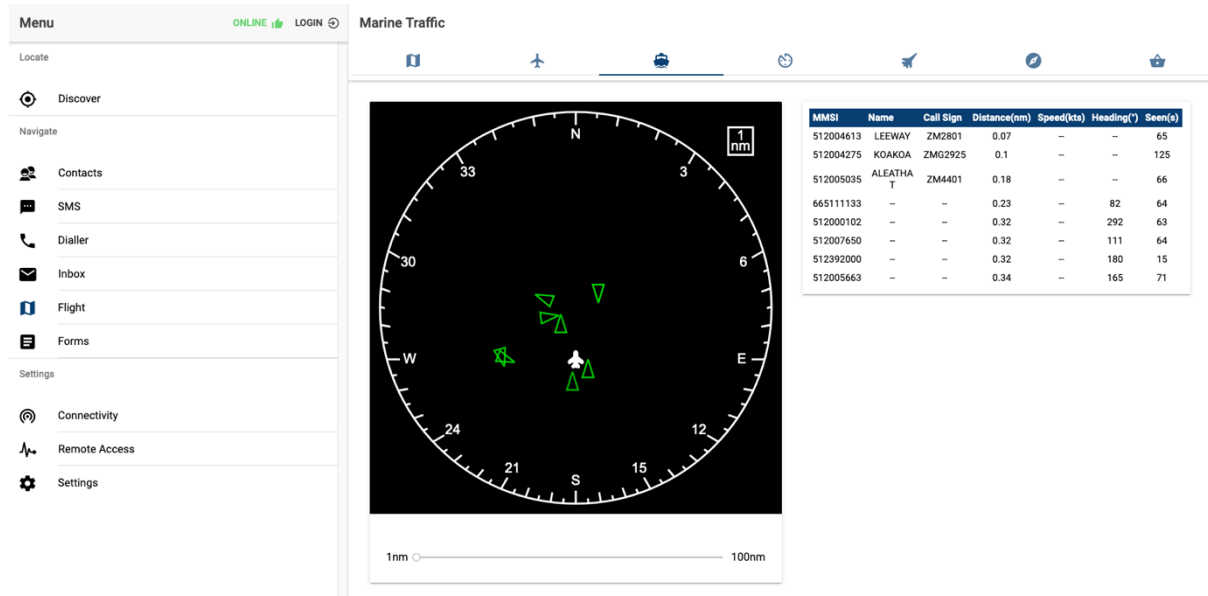 Menu
ONLINE LOGIN
Locate
Discover
Navigate
Contacts
SMS
Dialler
Inbox
Flight
Forms
Settings
Connectivity
Remote Access
Settings
Marine Traffic
N
1
nm
33
3
30
6
W
E
24
12
21
15
S
1nm 100nm
MMSI Name Call Sign Distance(nm) Speed(kts) Heading(°) Seen(s)
512004613 LEEWAY ZM2801 0.07 -- -- 65
512004275 KOAKOA ZMG2925 0.1 -- -- 125
512005035 ALEATHA
T ZM4401 0.18 -- -- 66
665111133 -- -- 0.23 -- 82 64
512000102 -- -- 0.32 -- 292 63
512007650 -- -- 0.32 -- 111 64
512392000 -- -- 0.32 -- 180 15
512005663 -- -- 0.34 -- 165 71